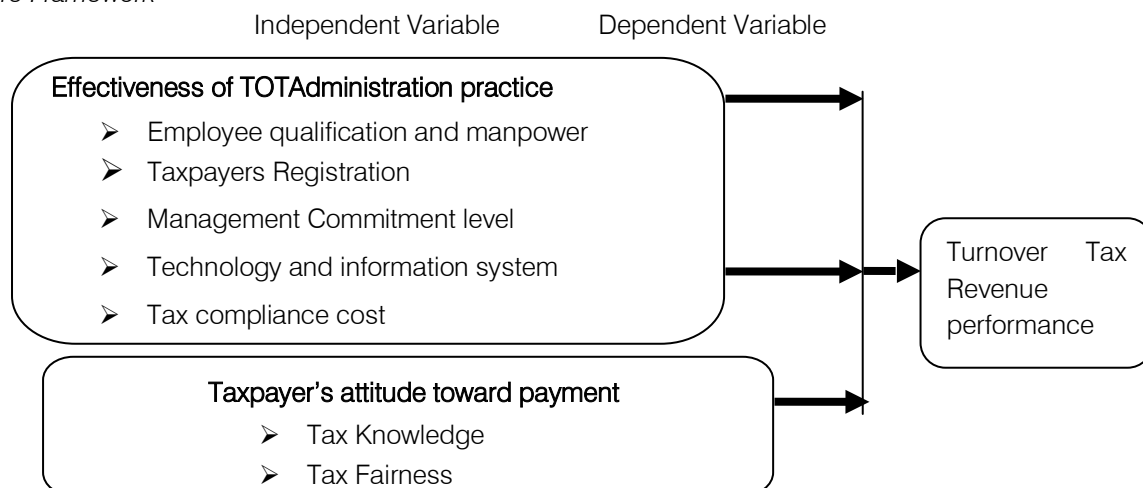 Framework
Independent Variable Dependent Variable
Effectiveness of TOTAdministration practice
➢ Employee qualification and manpower
➢ Taxpayers Registration
➢ Management Commitment level
➢ Technology and information system
➢ Tax compliance cost
Turnover Tax
Revenue
performance
Taxpayer's attitude toward payment
➢ Tax Knowledge
➢ Tax Fairness